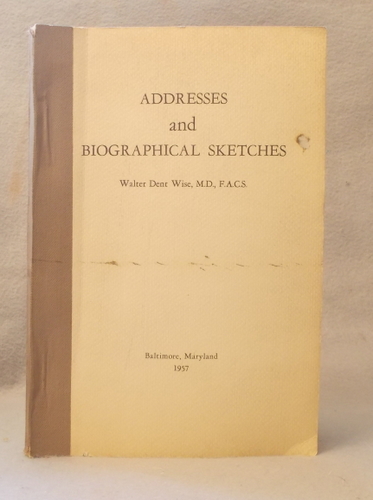 ADDRESSES
and
BIOGRAPHICAL SKETCHES
Walter Dent Wise, M.D., F.A.C.S.
Baltimore, Maryland
1957